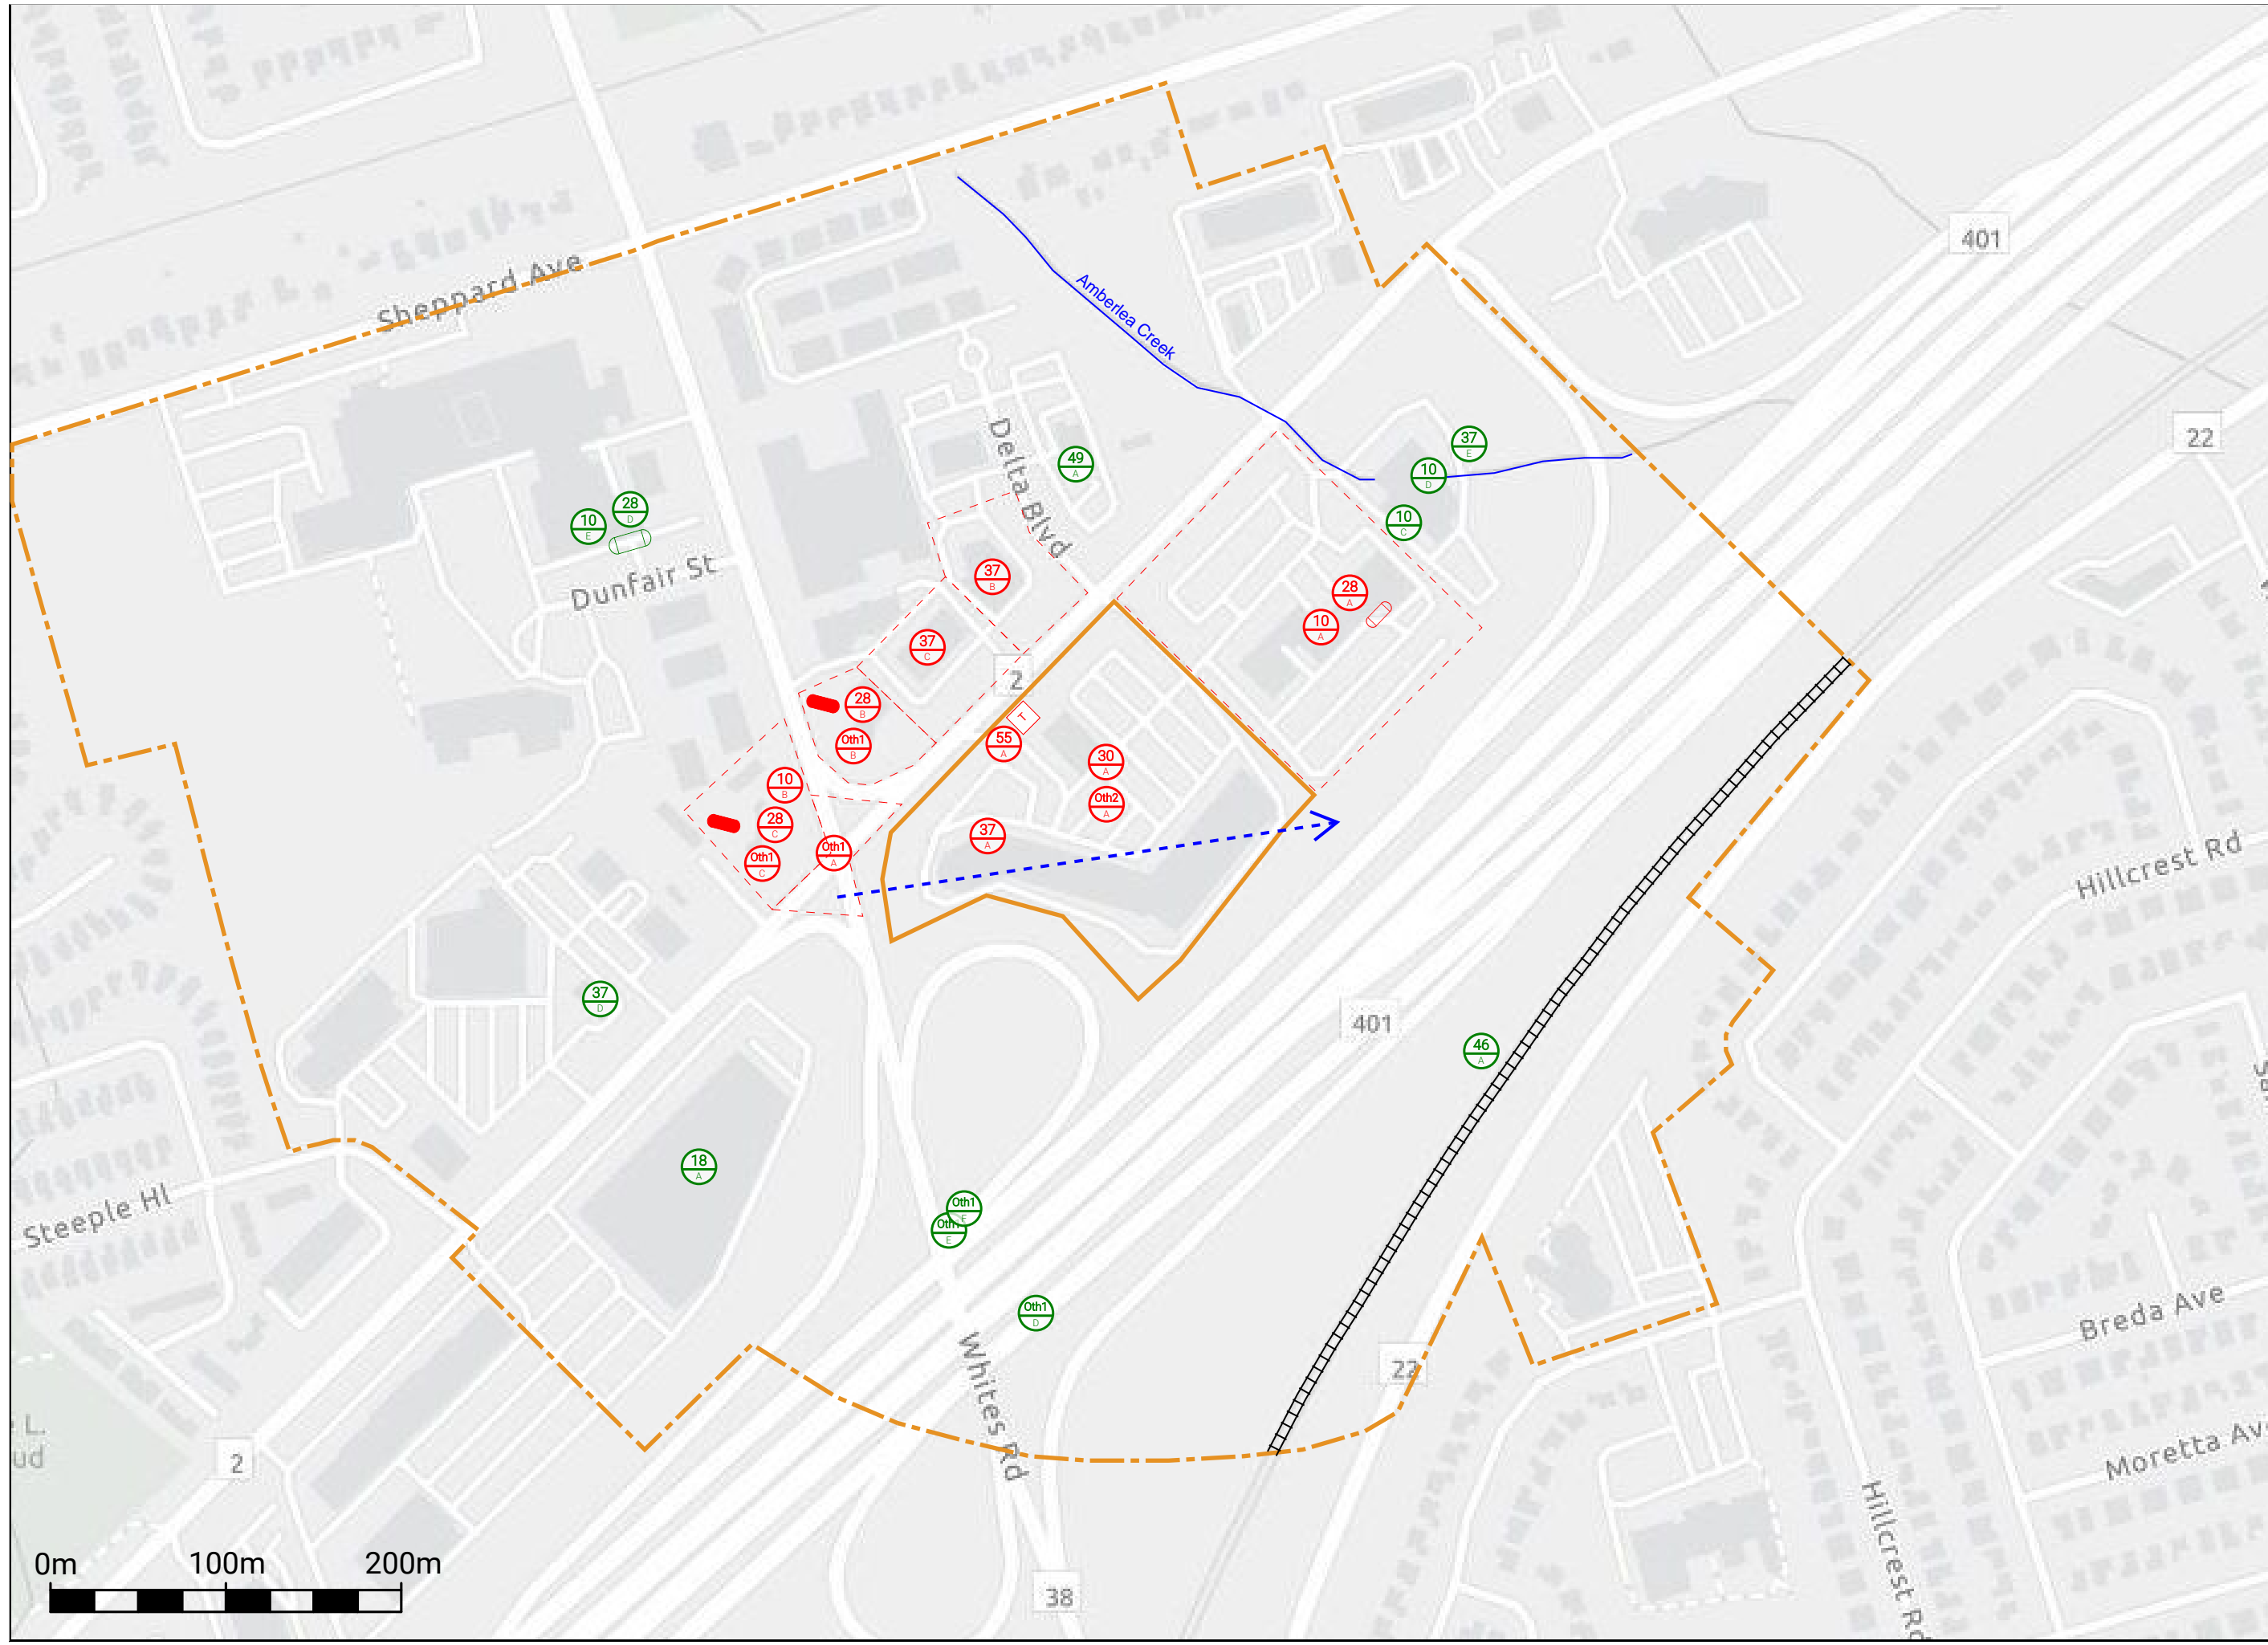 401
Sheppard Ave
Amberlea Creek
22
37
E
49
A
Delta Blvd
10
D
28
D
10
E
10
C
Dunfair St
37
B
28
A
10
A
37
C
2
28
B
T
55
A
Oth1
B
30
A
10
B
Oth2
A
28
C
37
A
Oth1
A
Oth1
C
Hillcrest Rd
37
D
401
46
A
18
A
Steeple Hl
Oth1
E
Oth1
E
Oth1
D
Breda Ave
22
Whites Rd
L.
ud
2
Moretta Av
Hillcrest Rd
0m 100m 200m
38